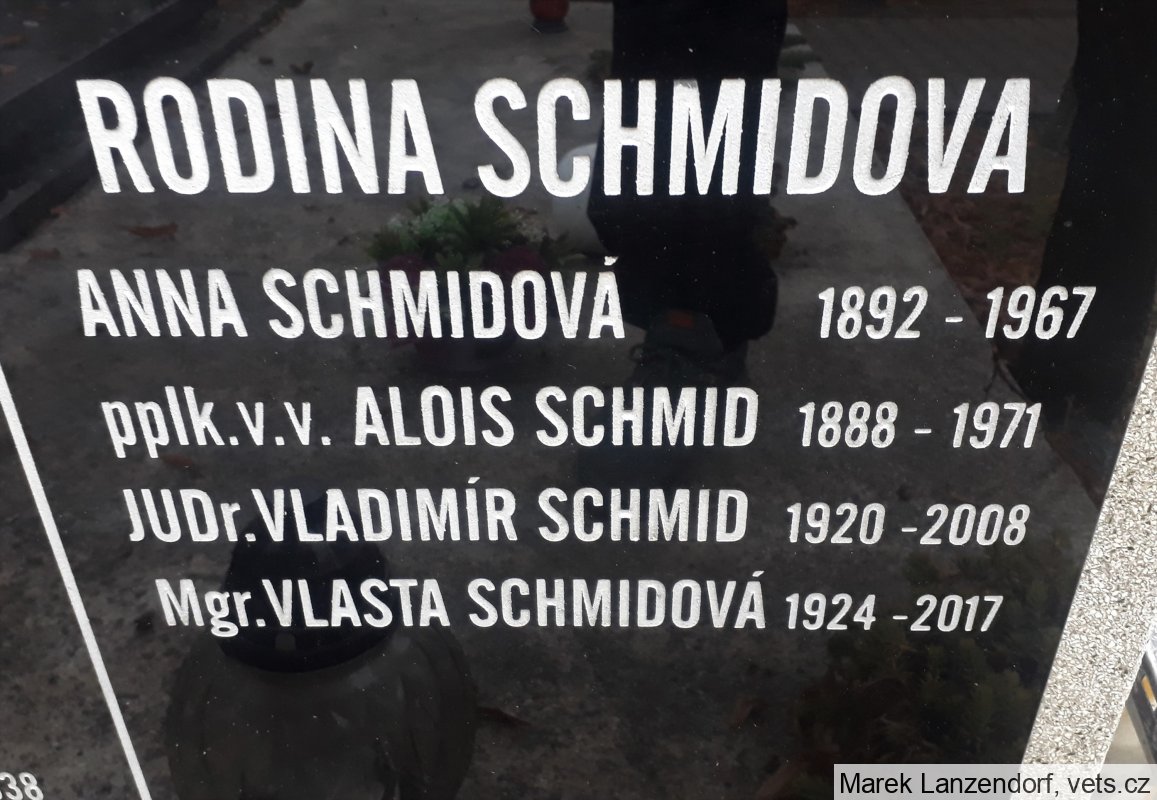 RODINA SCHMIDOVA
ANNA SCHMIDOVÁ 1892 - 1967
pplk.v.v. ALOIS SCHMID 1888 - 1971
JUDr.VLADIMÍR SCHMID 1920 -2008
Mgr.VLASTA SCHMIDOVÁ 1924 -2017
38
Marek Lanzendorf, vets.cz